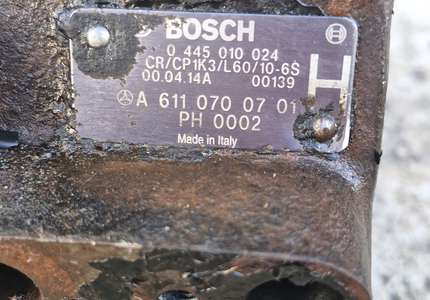 BOSCH
0 445 010 024
CR/CP1K3/L60/10-6S
00.04.14A 00139
H
A 611 070 07 01
PH 0002
Made in Italy